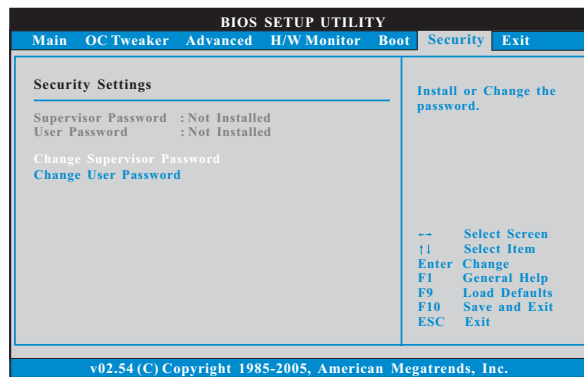 BIOS SETUP UTILITY
Main OC Tweaker Advanced H/W Monitor Boot Security Exit
Security Settings
Supervisor Password : Not Installed
User Password : Not Installed
Change Supervisor Password
Change User Password
Install or Change the
password.
←→ Select Screen
↑↓ Select Item
Enter Change
F1 General Help
F9 Load Defaults
F10 Save and Exit
ESC Exit
v02.54 (C) Copyright 1985-2005, American Megatrends, Inc.